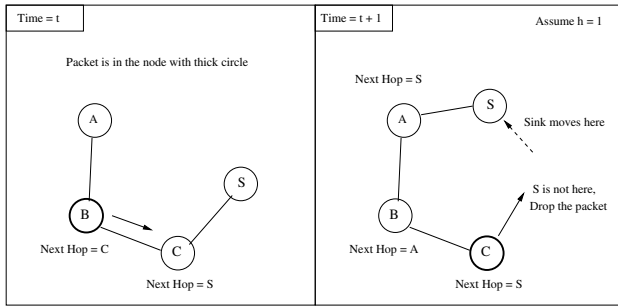 Time = t
Packet is in the node with thick circle
A
S
B
C
Next Hop = C
Next Hop = S
Time = t + 1
Assume h = 1
Next Hop = S
S
A
Sink moves here
S is not here,
Drop the packet
B
Next Hop = A
C
Next Hop = S